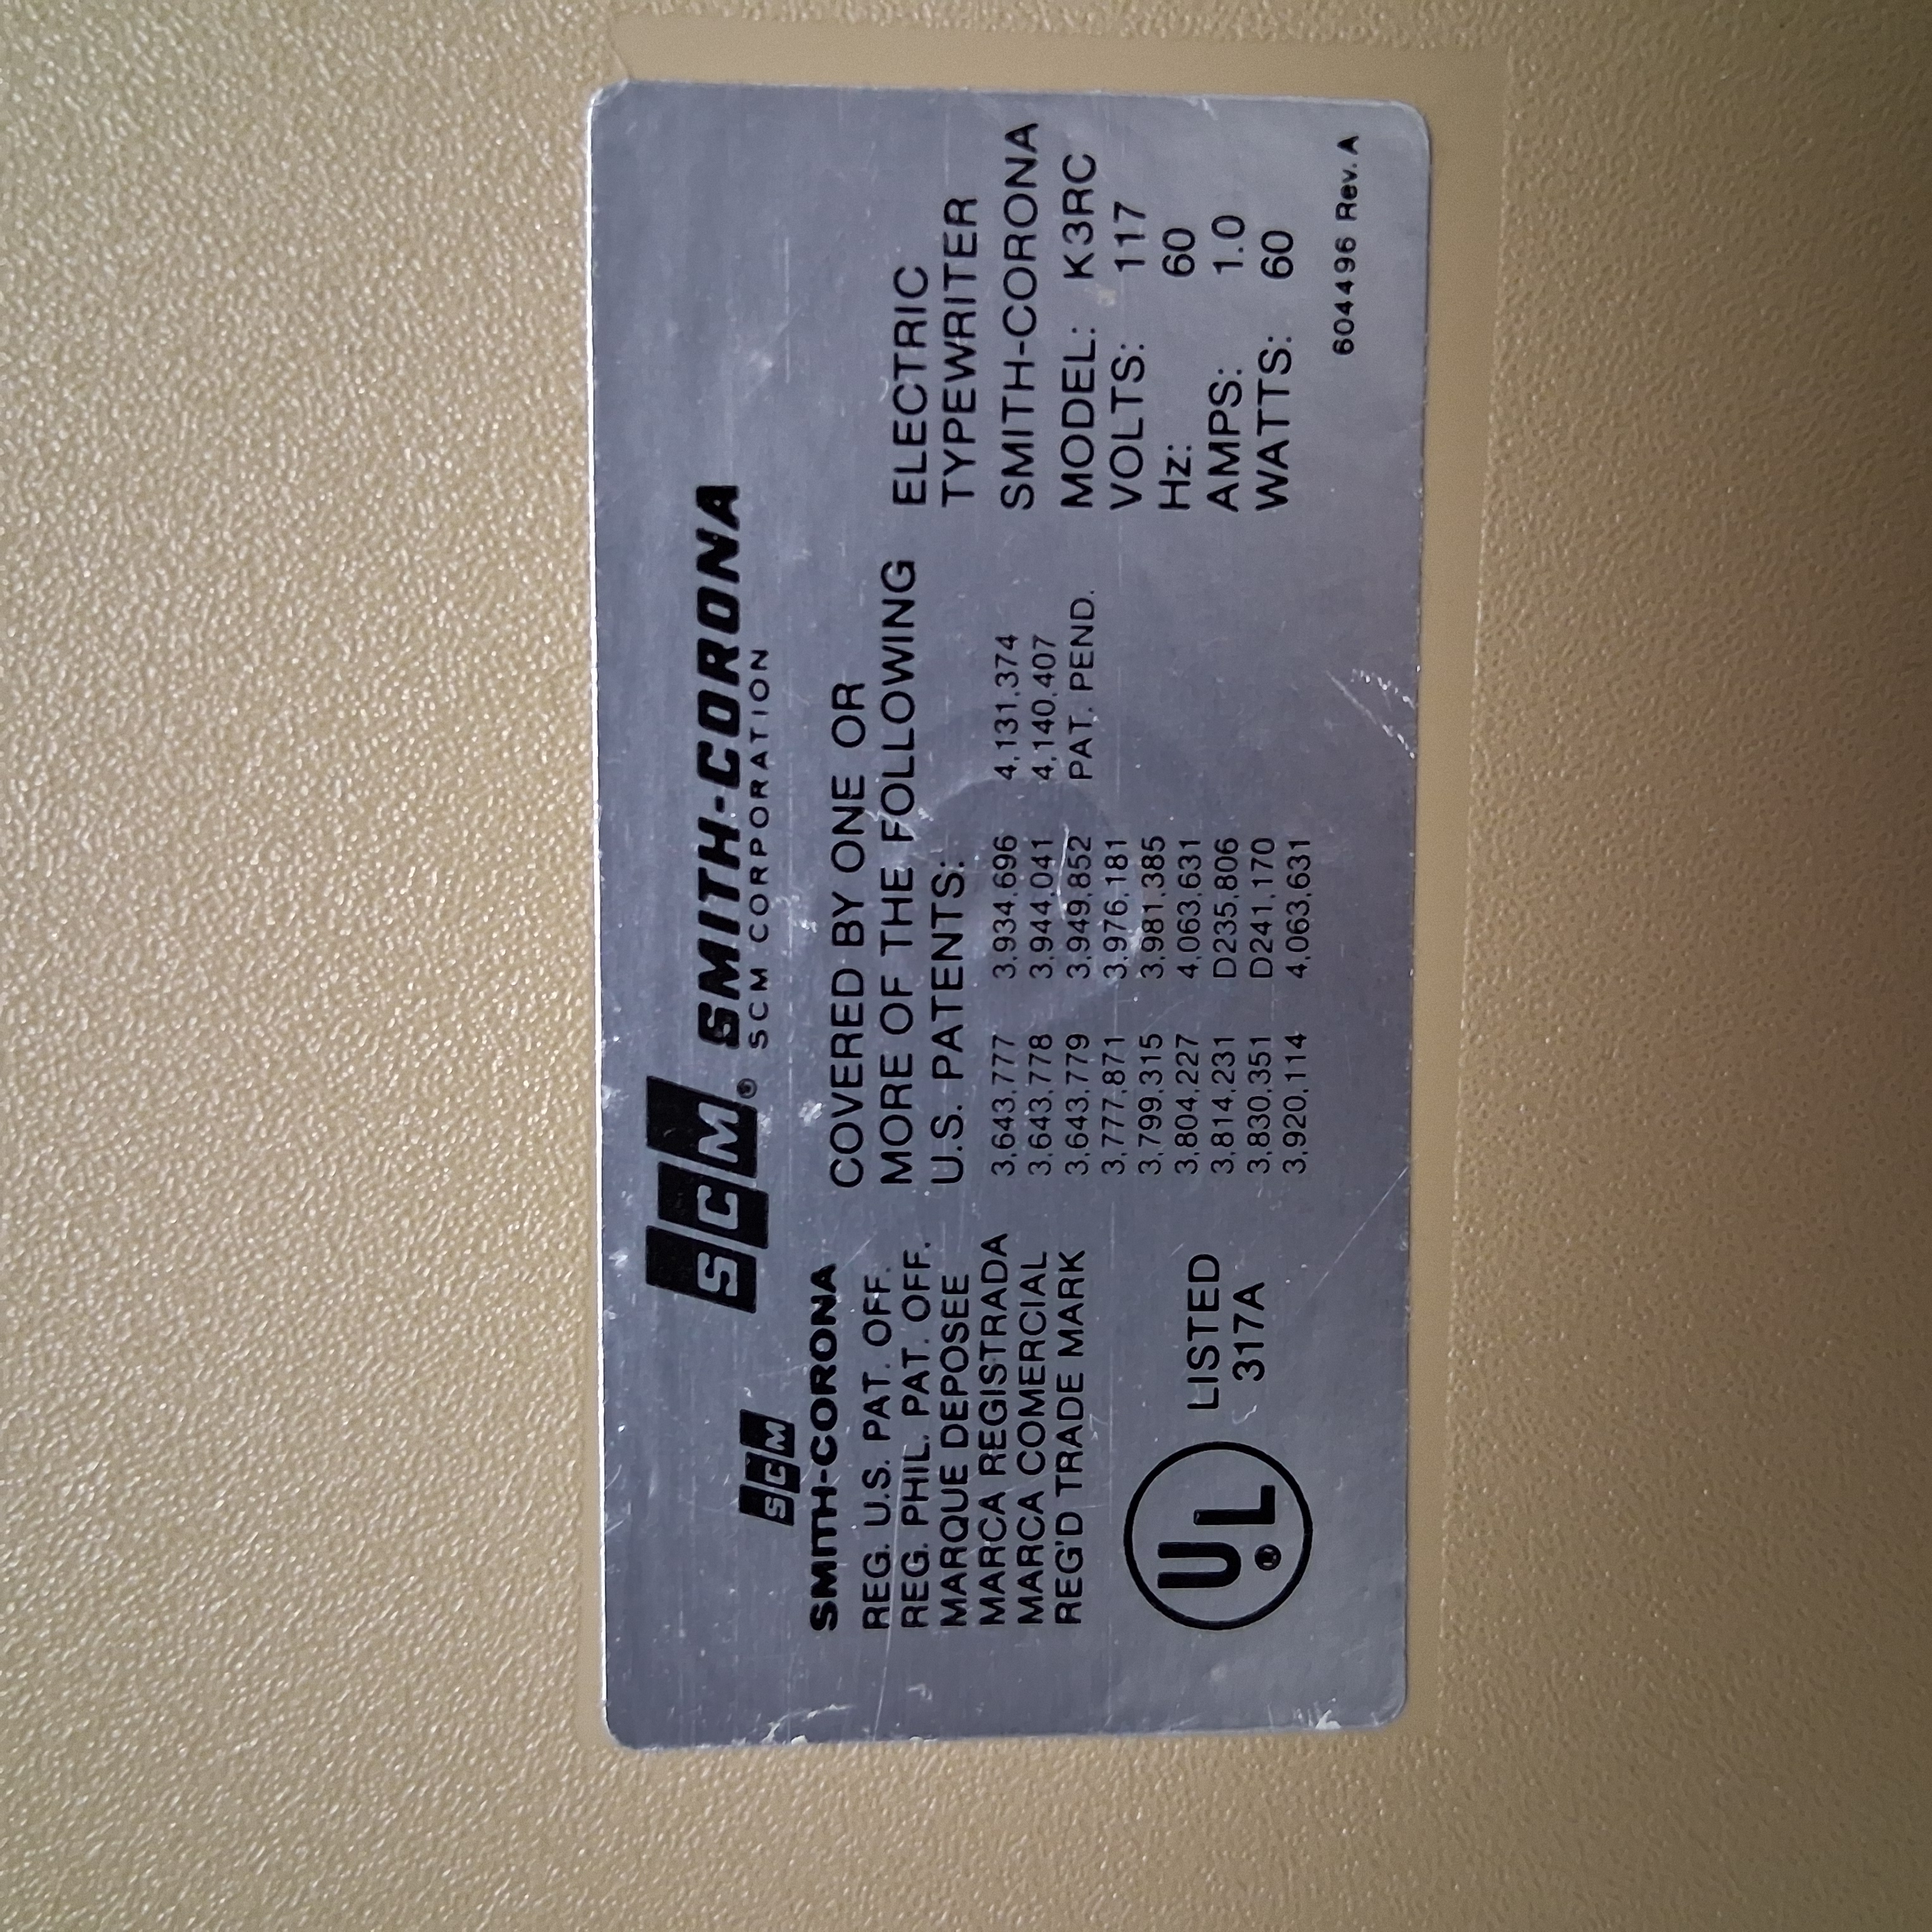 SCM® SMITH-CORONA
SCM CORPORATION
SCM
SMITH-CORONA
REG. U.S. PAT. OFF.
REG. PHIL. PAT. OFF.
MARQUE DEPOSEE
MARCA REGISTRADA
MARCA COMERCIAL
REG'D TRADE MARK
UL ® LISTED
317A
COVERED BY ONE OR
MORE OF THE FOLLOWING
U.S. PATENTS:
3,643,777 3,934,696 4,131,374
3,643,778 3,944,041 4,140,407
3,643,779 3,949,852 PAT. PEND.
3,777,871 3,976,181
3,799,315 3,981,385
3,804,227 4,063,631
3,814,231 D235,806
3,830,351 D241,170
3,920,114 4,063,631
ELECTRIC
TYPEWRITER
SMITH-CORONA
MODEL: K3RC
VOLTS: 117
Hz: 60
AMPS: 1.0
WATTS: 60
604496 Rev. A